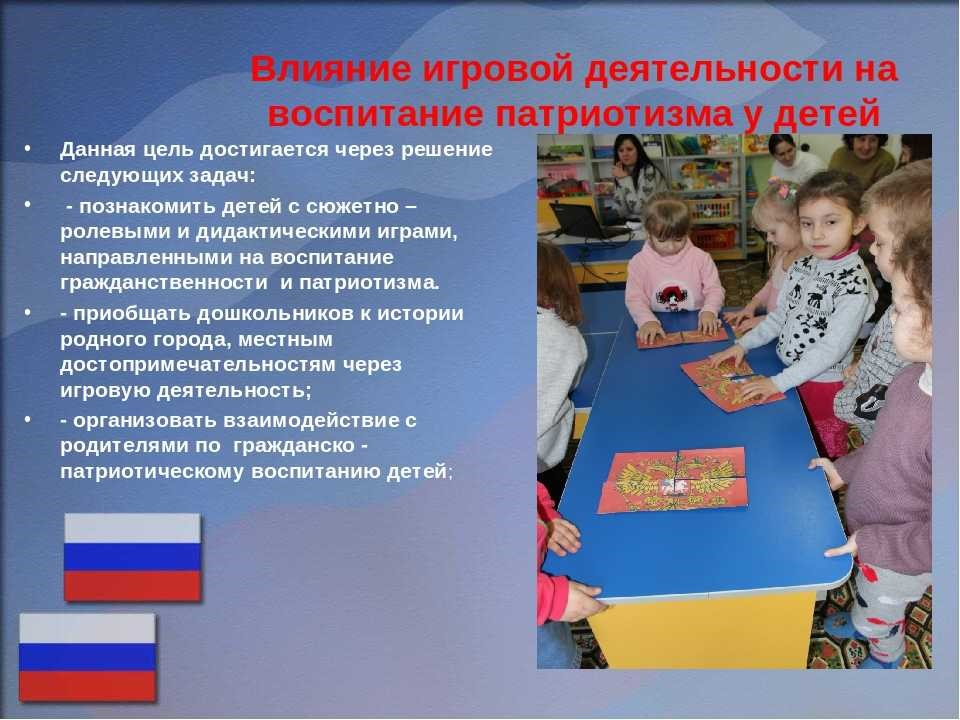 Влияние игровой деятельности на
воспитание патриотизма у детей
• Данная цель достигается через решение
следующих задач:
• - познакомить детей с сюжетно –
ролевыми и дидактическими играми,
направленными на воспитание
гражданственности и патриотизма.
• - приобщать дошкольников к истории
родного города, местным
достопримечательностям через
игровую деятельность;
• - организовать взаимодействие с
родителями по гражданско -
патриотическому воспитанию детей;